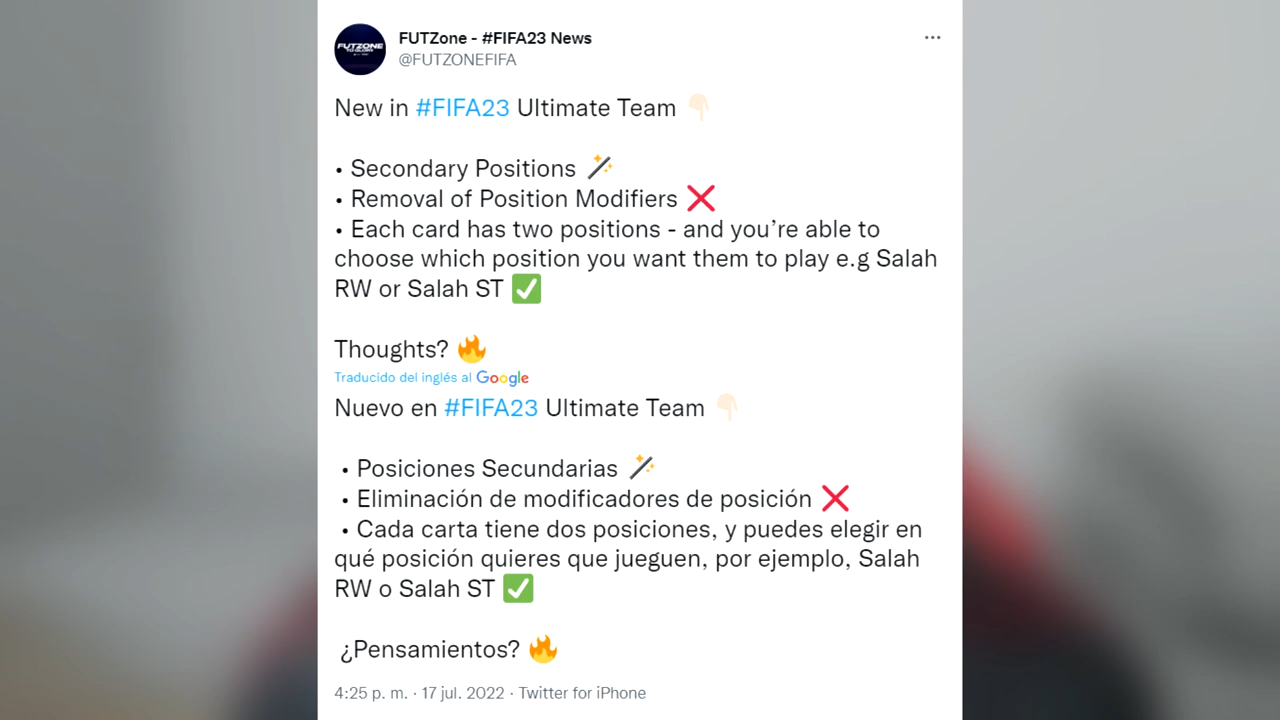 FUTZONE
FUTZone - #FIFA23 News
@FUTZONEFIFA
New in #FIFA23 Ultimate Team 👇🏻
• Secondary Positions 🪄
• Removal of Position Modifiers ❌
• Each card has two positions - and you’re able to
choose which position you want them to play e.g Salah
RW or Salah ST ✅
Thoughts? 🔥
Traducido del inglés al Google
Nuevo en #FIFA23 Ultimate Team 👇🏻
• Posiciones Secundarias 🪄
• Eliminación de modificadores de posición ❌
• Cada carta tiene dos posiciones, y puedes elegir en
qué posición quieres que jueguen, por ejemplo, Salah
RW o Salah ST ✅
¿Pensamientos? 🔥
4:25 p. m. · 17 jul. 2022 · Twitter for iPhone